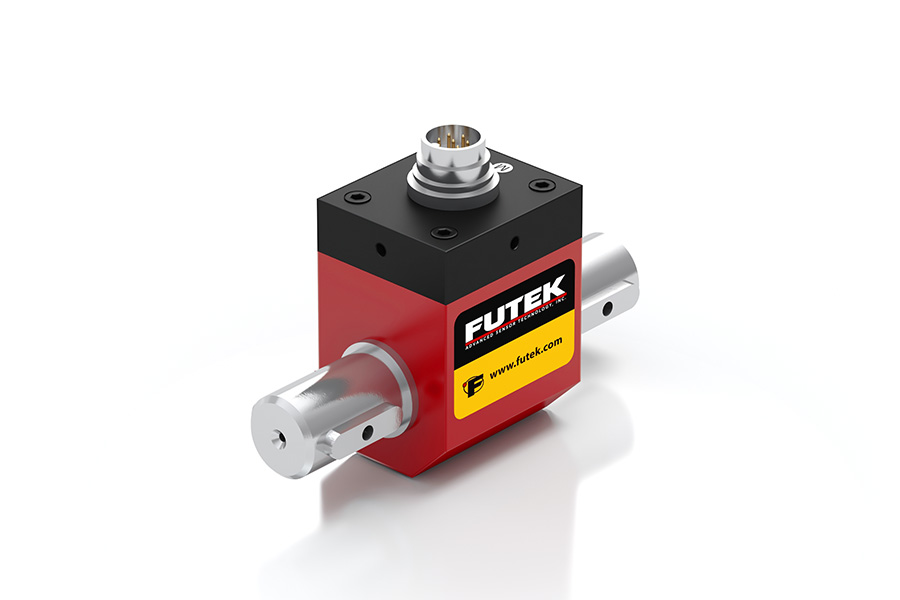 FUTEK
ADVANCED SENSOR TECHNOLOGY, INC.
www.futek.com
F